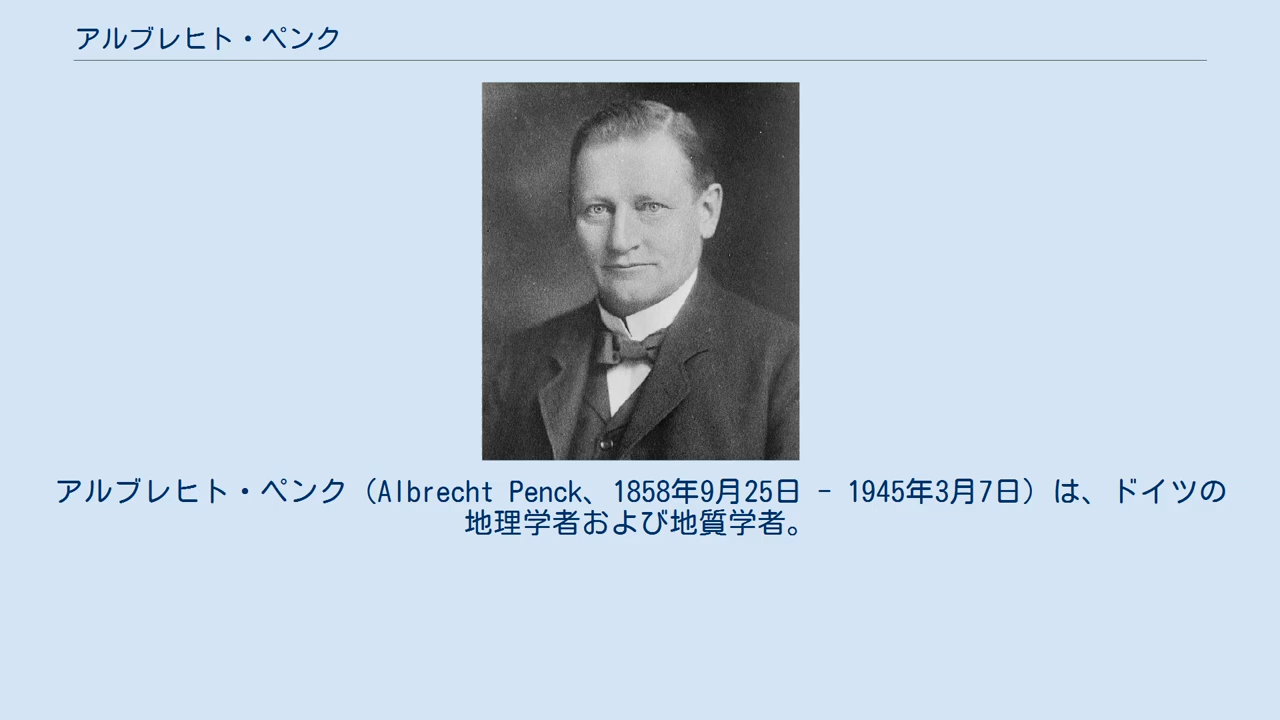 アルブレヒト・ペンク
アルブレヒト・ペンク（Albrecht Penck、1858年9月25日 - 1945年3月7日）は、ドイツの
地理学者および地質学者。